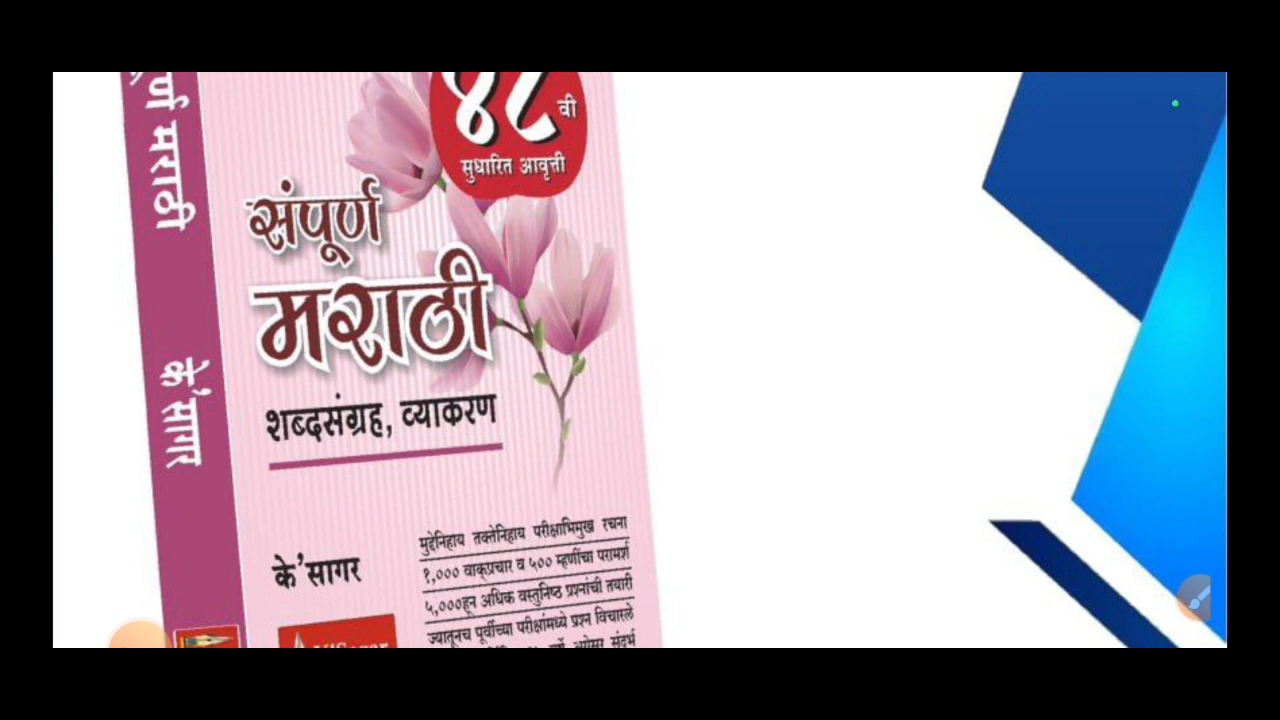 र्ण मराठी
के'सागर
४८ वी
सुधारित आवृत्ती
संपूर्ण
मराठी
शब्दसंग्रह, व्याकरण
के'सागर
मुद्देनिहाय तक्तेनिहाय परीक्षाभिमुख रचना
१,००० वाक्प्रचार व ५०० म्हणींचा परामर्श
५,०००हून अधिक वस्तुनिष्ठ प्रश्नांची तयारी
ज्यातूनच पूर्वीच्या परीक्षांमध्ये प्रश्न विचारले
संदर्भ